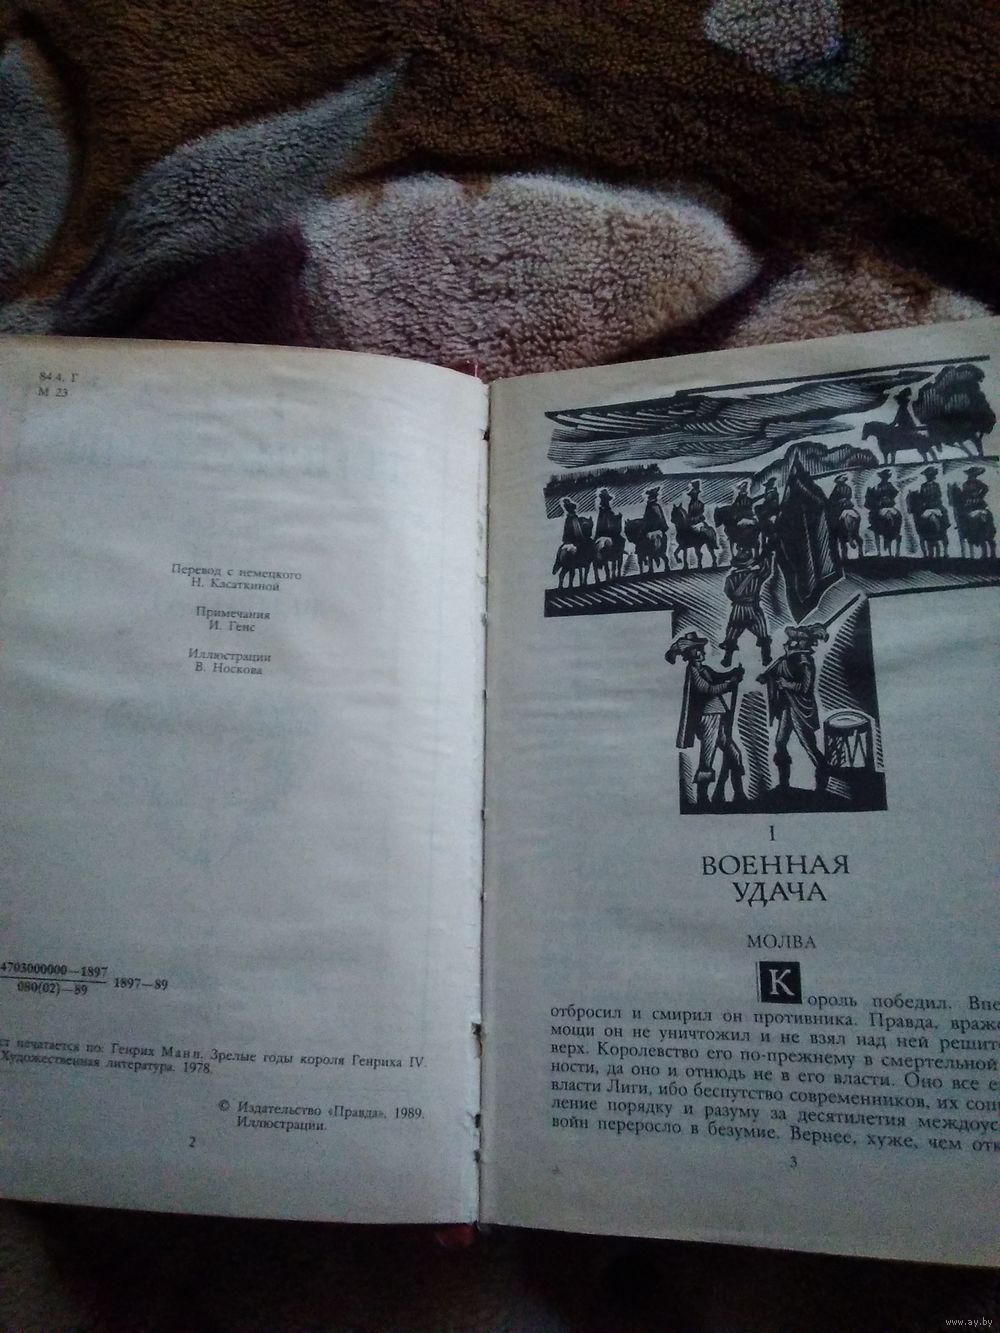 84.4. Г
М 23
Перевод с немецкого
Н. Касаткиной
Примечания
И. Генс
Иллюстрации
В. Носкова
4703000000—1897
080(02)—89
1897—89
печатается по: Генрих Манн. Зрелые годы короля Генриха IV.
Художественная литература. 1978.
© Издательство «Правда», 1989.
Иллюстрации.
2
I
ВОЕННАЯ
УДАЧА
МОЛВА
Король победил.
отбросил и смирил он противника. Правда,
мощи он не уничтожил и не взял над ней
верх. Королевство его по-прежнему в смертельной
ности, да оно и отнюдь не в его власти. Оно все
власти Лиги, ибо беспутство современников, их
ление порядку и разуму за десятилетия
войн переросло в безумие. Вернее, хуже, чем
3
www.ay.by